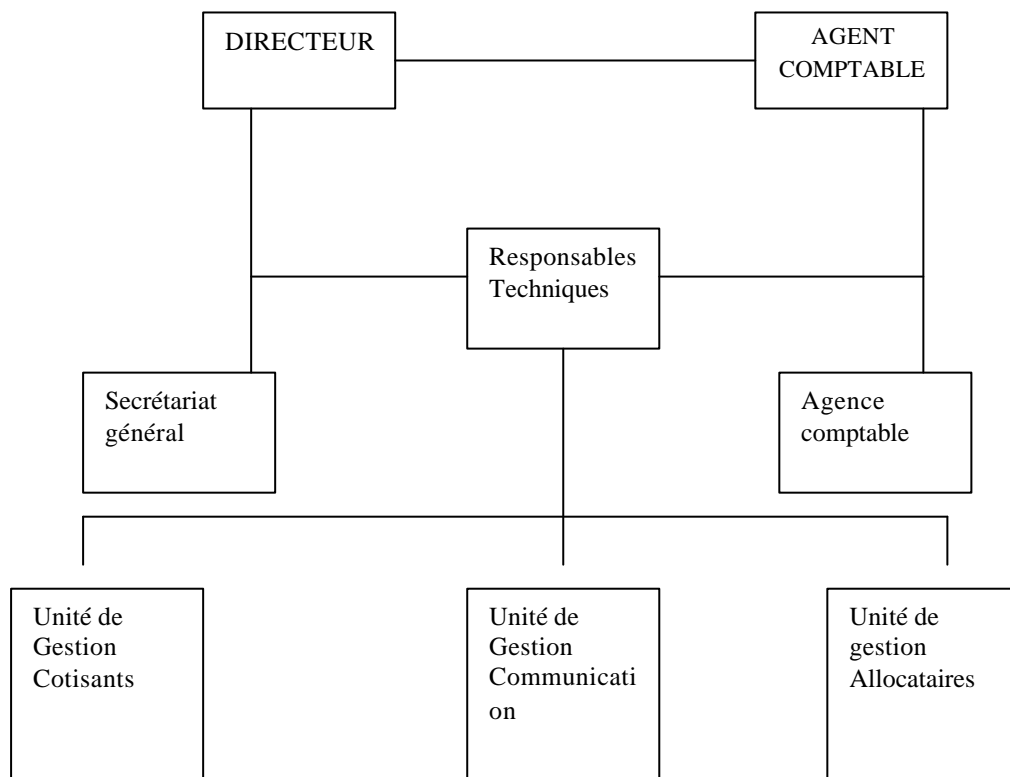 DIRECTEUR
AGENT
COMPTABLE
Responsables
Techniques
Secrétariat
général
Agence
comptable
Unité de
Gestion
Cotisants
Unité de
Gestion
Communicati
on
Unité de
gestion
Allocataires